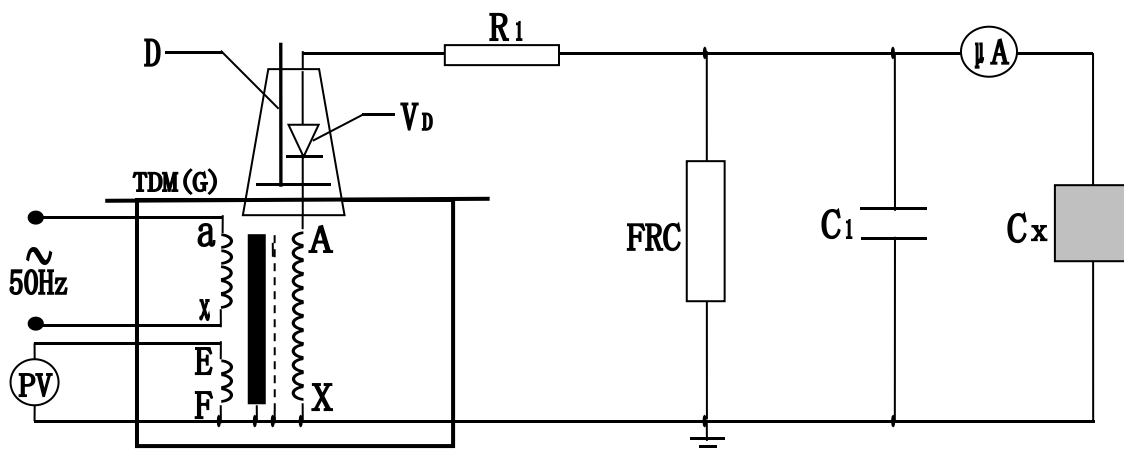 D
R1
μA
VD
TDM(G)
a
A
50Hz
x
FRC
C1
Cx
E
PV
F
X